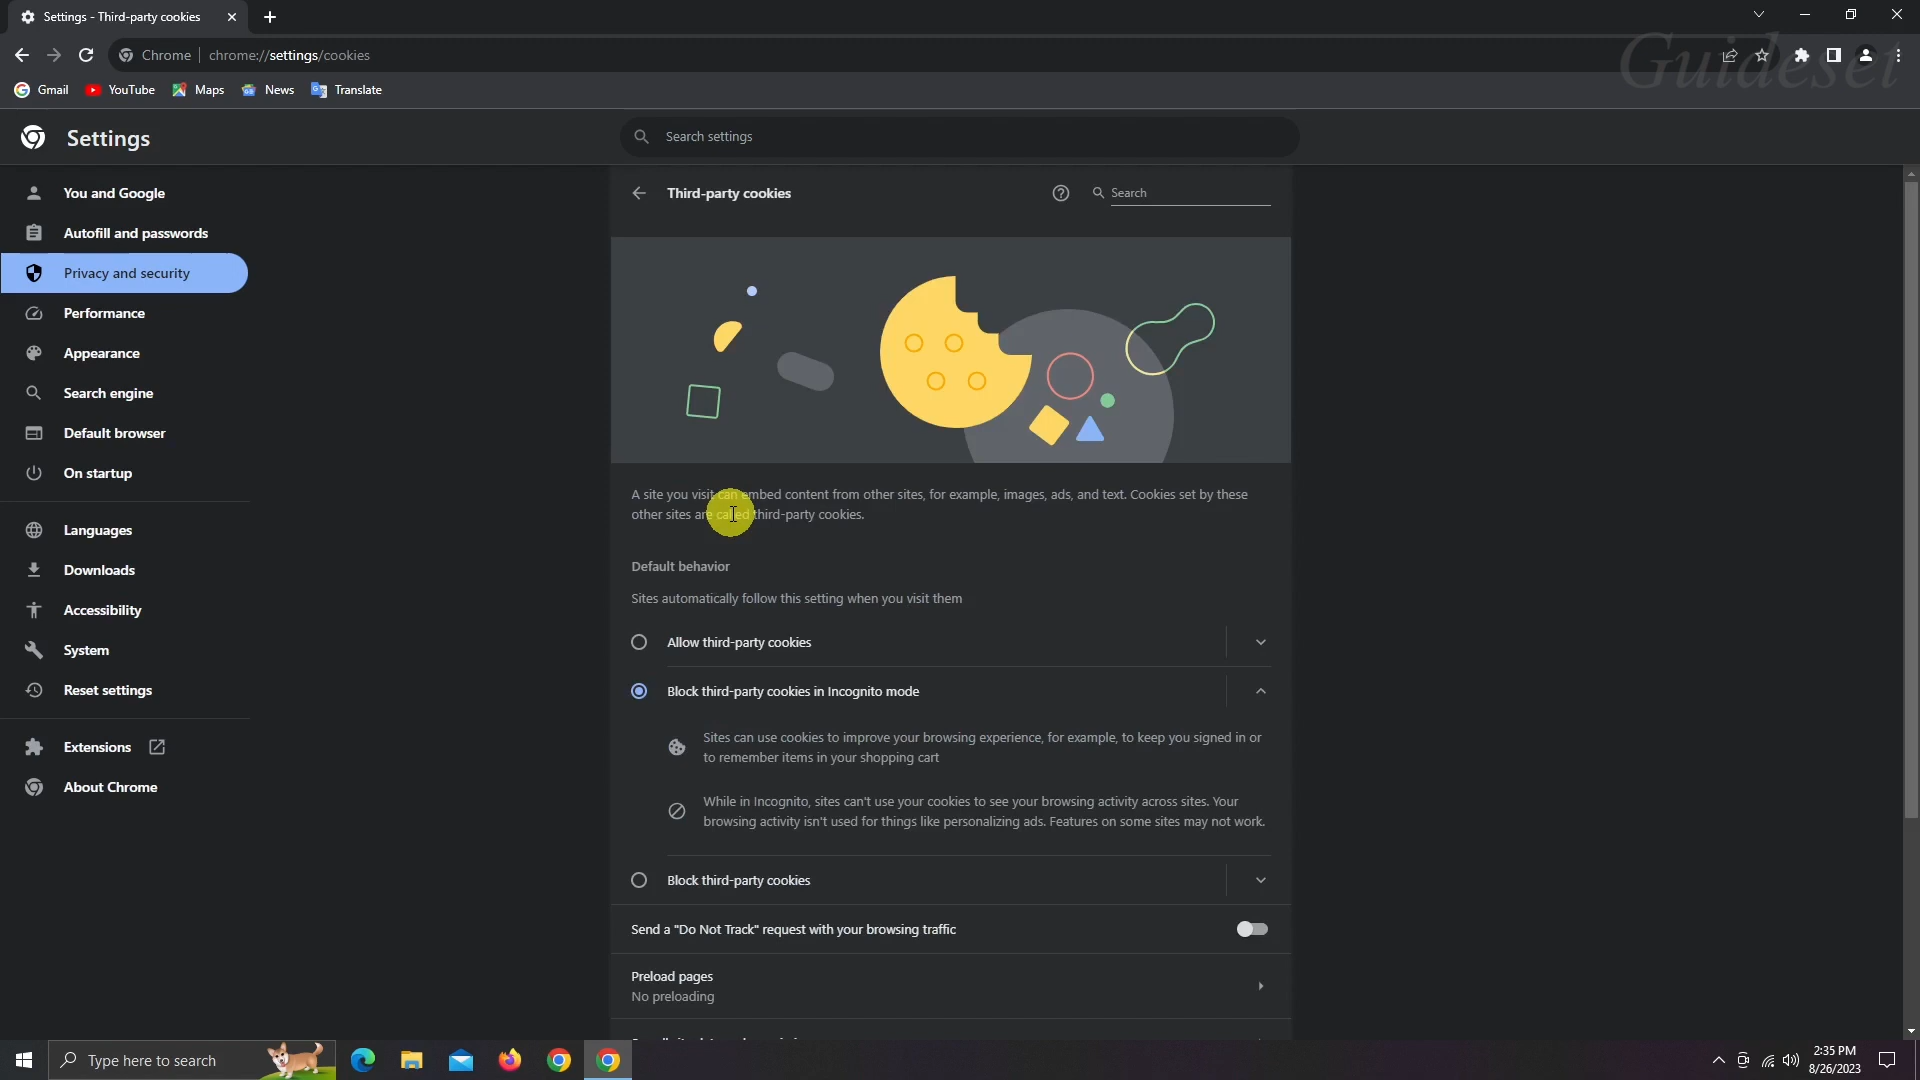 Settings - Third-party cookies
Chrome
chrome://settings/cookies
Guideset
Gmail
YouTube
Maps
News
Translate
Settings
Search settings
You and Google
Autofill and passwords
Privacy and security
Performance
Appearance
Search engine
Default browser
On startup
Languages
Downloads
Accessibility
System
Reset settings
Extensions
About Chrome
Third-party cookies
Search
A site you visit can embed content from other sites, for example, images, ads, and text. Cookies set by these
other sites are called third-party cookies.
Default behavior
Sites automatically follow this setting when you visit them
Allow third-party cookies
Block third-party cookies in Incognito mode
Sites can use cookies to improve your browsing experience, for example, to keep you signed in or
to remember items in your shopping cart
While in Incognito, sites can't use your cookies to see your browsing activity across sites. Your
browsing activity isn't used for things like personalizing ads. Features on some sites may not work.
Block third-party cookies
Send a "Do Not Track" request with your browsing traffic
Preload pages
No preloading
Type here to search
2:35 PM
8/26/2023